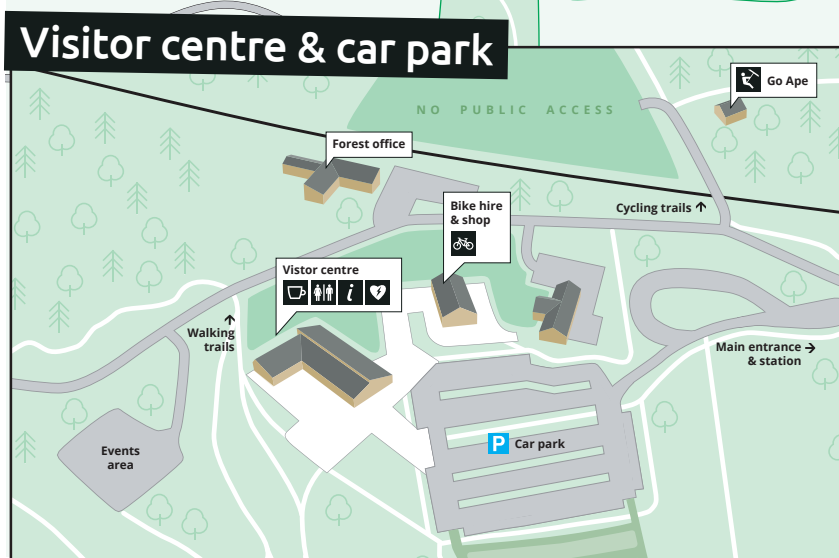 Visitor centre & car park
NO PUBLIC ACCESS
Go Ape
Forest office
Bike hire
& shop
Cycling trails ↑
Vistor centre
i
Walking
trails
Main entrance →
& station
Events
area
P Car park